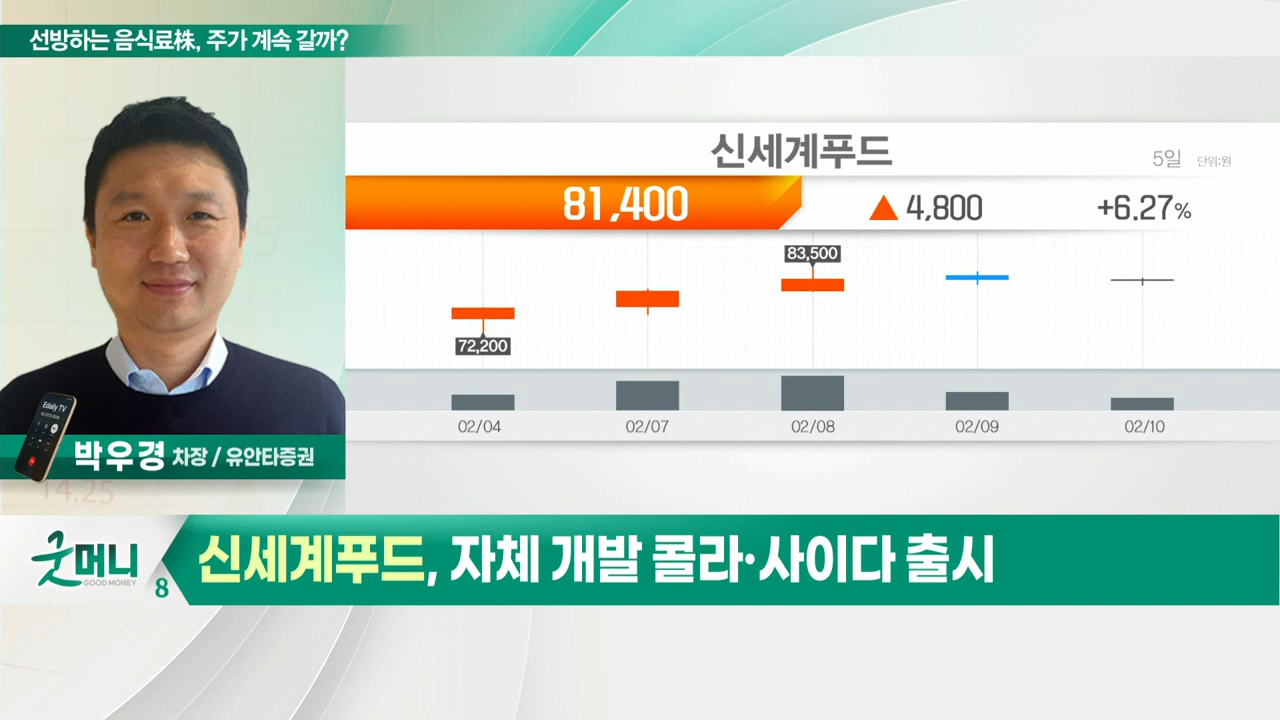 선방하는 음식료株, 주가 계속 갈까?
신세계푸드
5일 단위:원
81,400 ▲ 4,800 +6.27%
83,500
72,200
02/04 02/07 02/08 02/09 02/10
Edaily TV
박우경 차장 / 유안타증권
14.25
굿머니
GOOD MONEY
8
신세계푸드, 자체 개발 콜라·사이다 출시